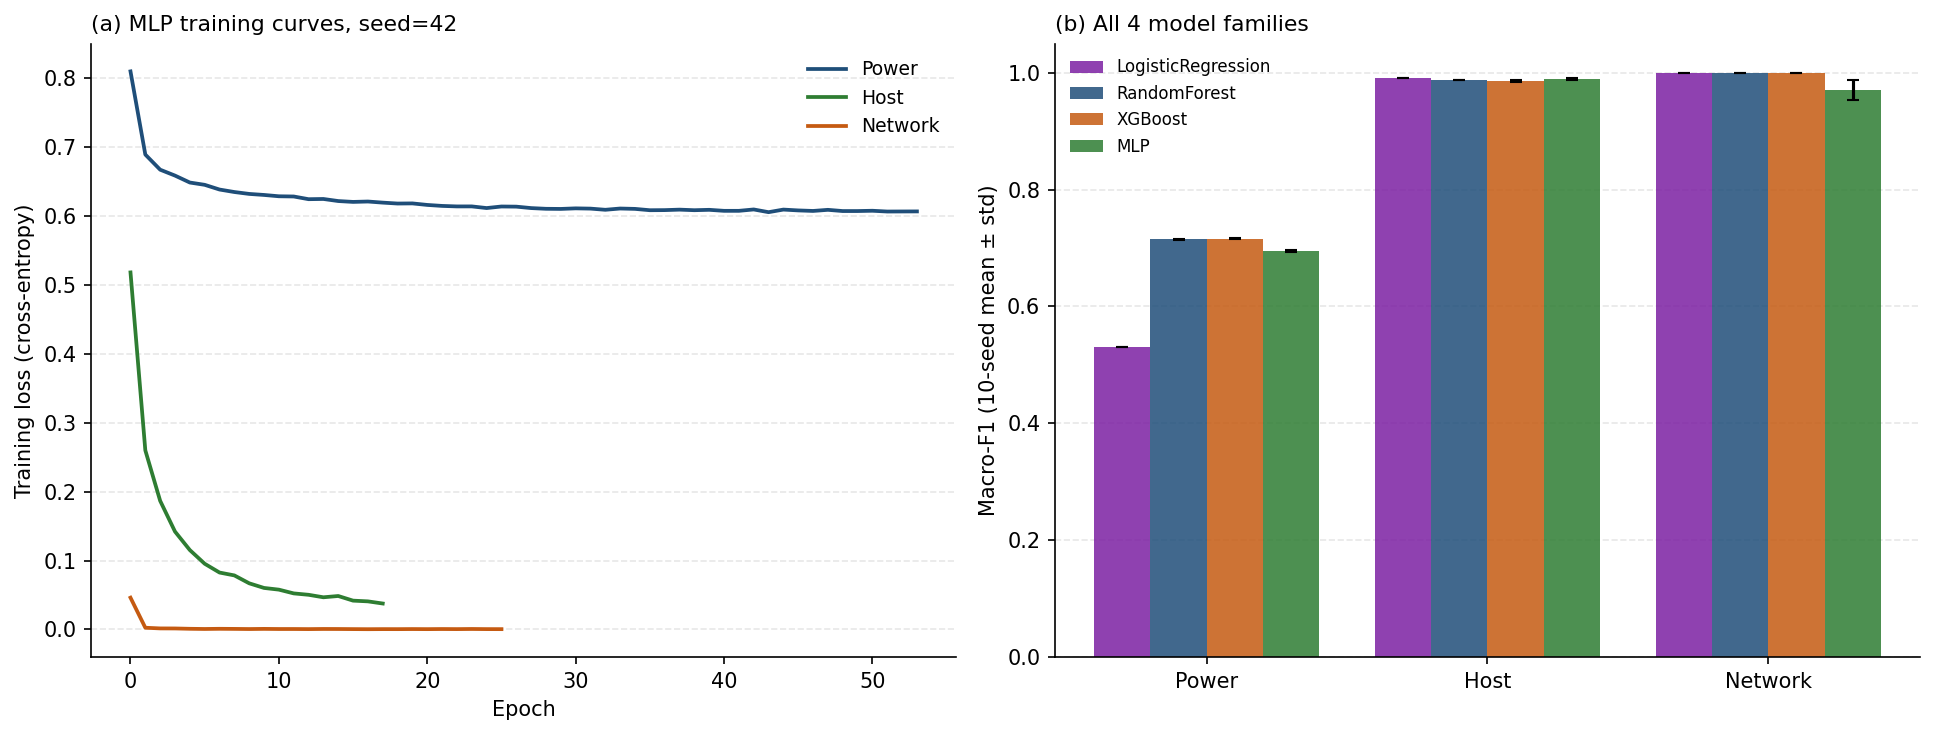 (a) MLP training curves, seed=42
Training loss (cross-entropy)
0.8
0.7
0.6
0.5
0.4
0.3
0.2
0.1
0.0
Power
Host
Network
0
10
20
30
40
50
Epoch
(b) All 4 model families
Macro-F1 (10-seed mean ± std)
1.0
0.8
0.6
0.4
0.2
0.0
LogisticRegression
RandomForest
XGBoost
MLP
Power
Host
Network